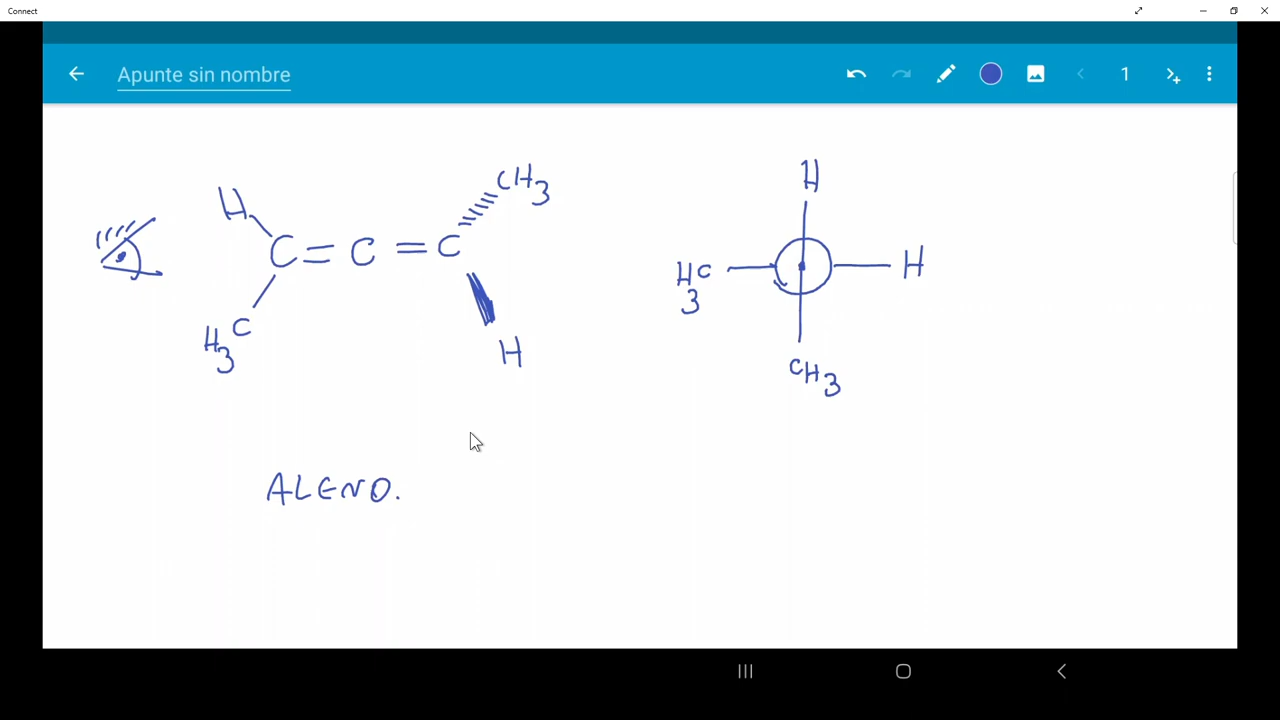 Connect
Apunte sin nombre
1
H
CH3
C = C = C
H3C
H
H
H3C
H
CH3
ALENO.